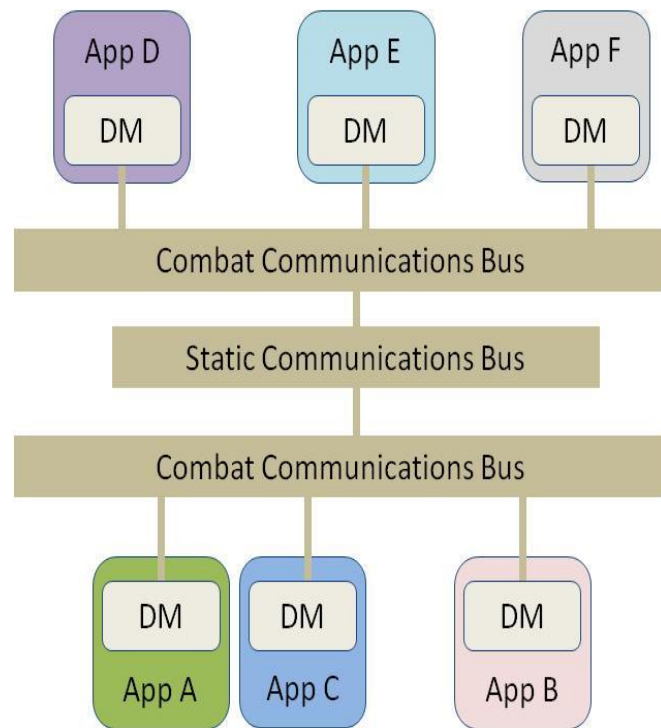 App D
App E
App F
DM
DM
DM
Combat Communications Bus
Static Communications Bus
Combat Communications Bus
DM
DM
DM
App A
App C
App B